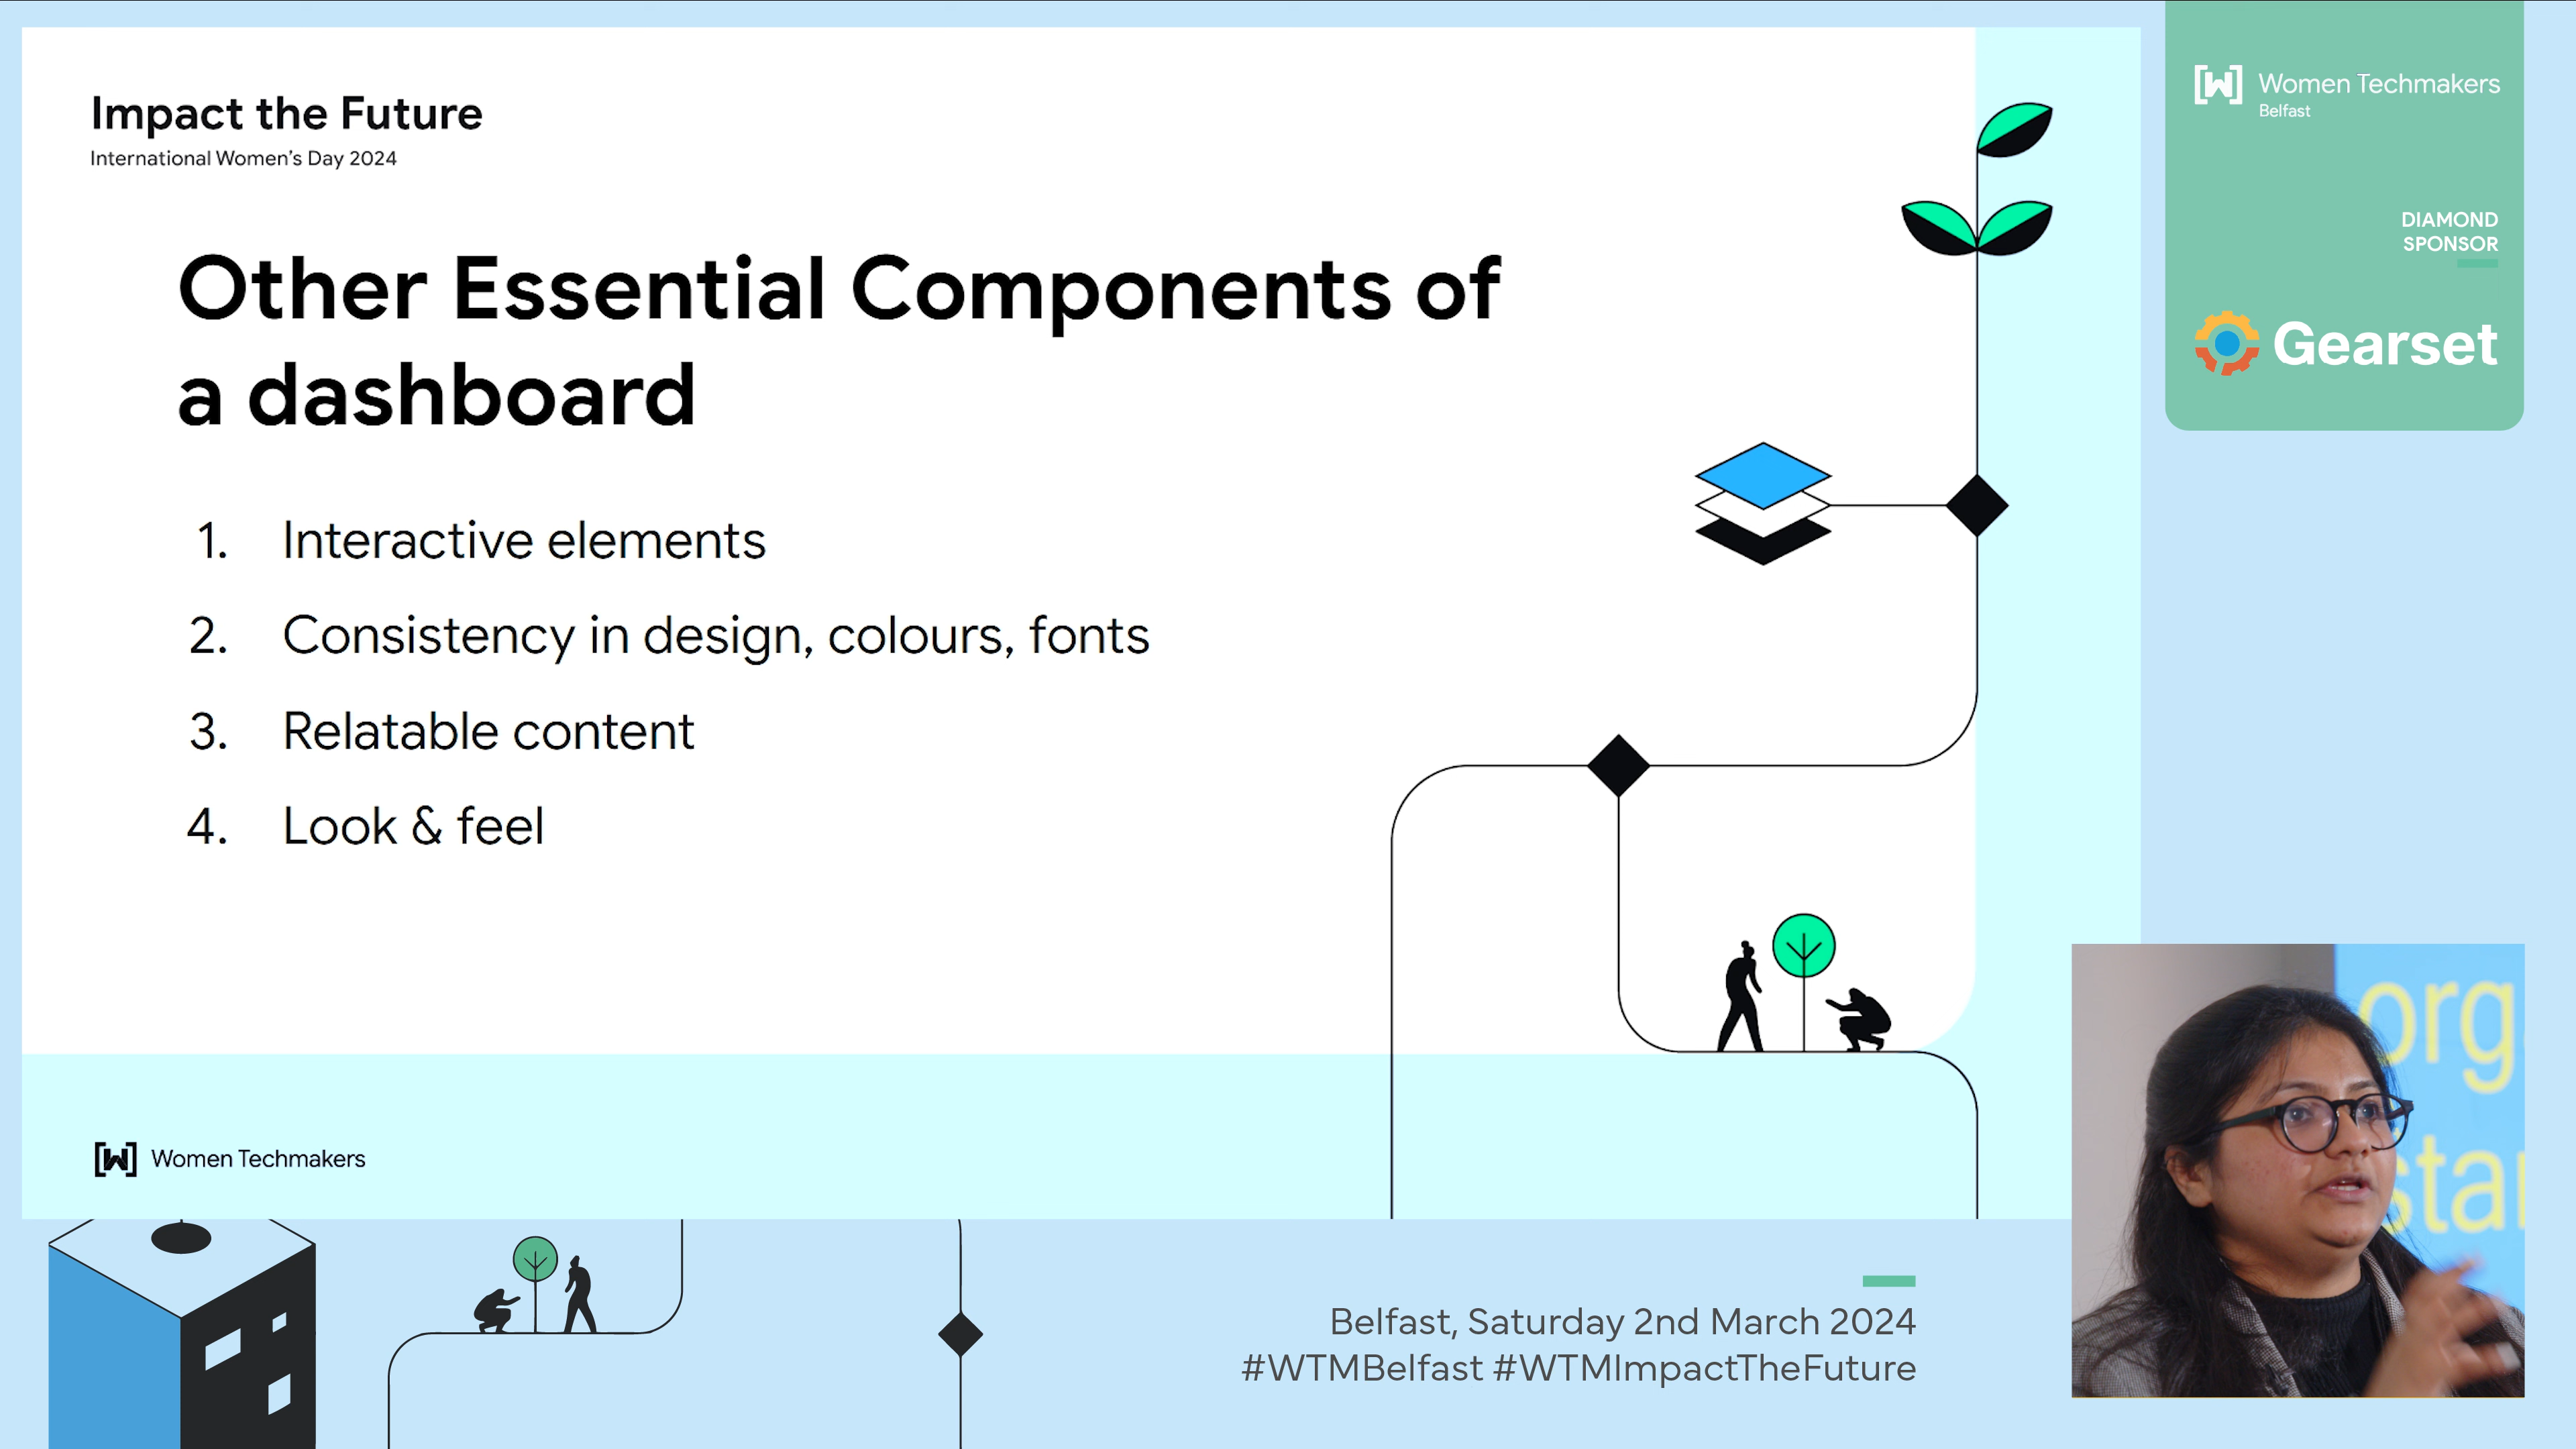 Impact the Future
International Women's Day 2024
Other Essential Components of
a dashboard
1. Interactive elements
2. Consistency in design, colours, fonts
3. Relatable content
4. Look & feel
Women Techmakers
Women Techmakers
Belfast
DIAMOND
SPONSOR
Gearset
org
star
Belfast, Saturday 2nd March 2024
#WTMBelfast #WTMImpactTheFuture